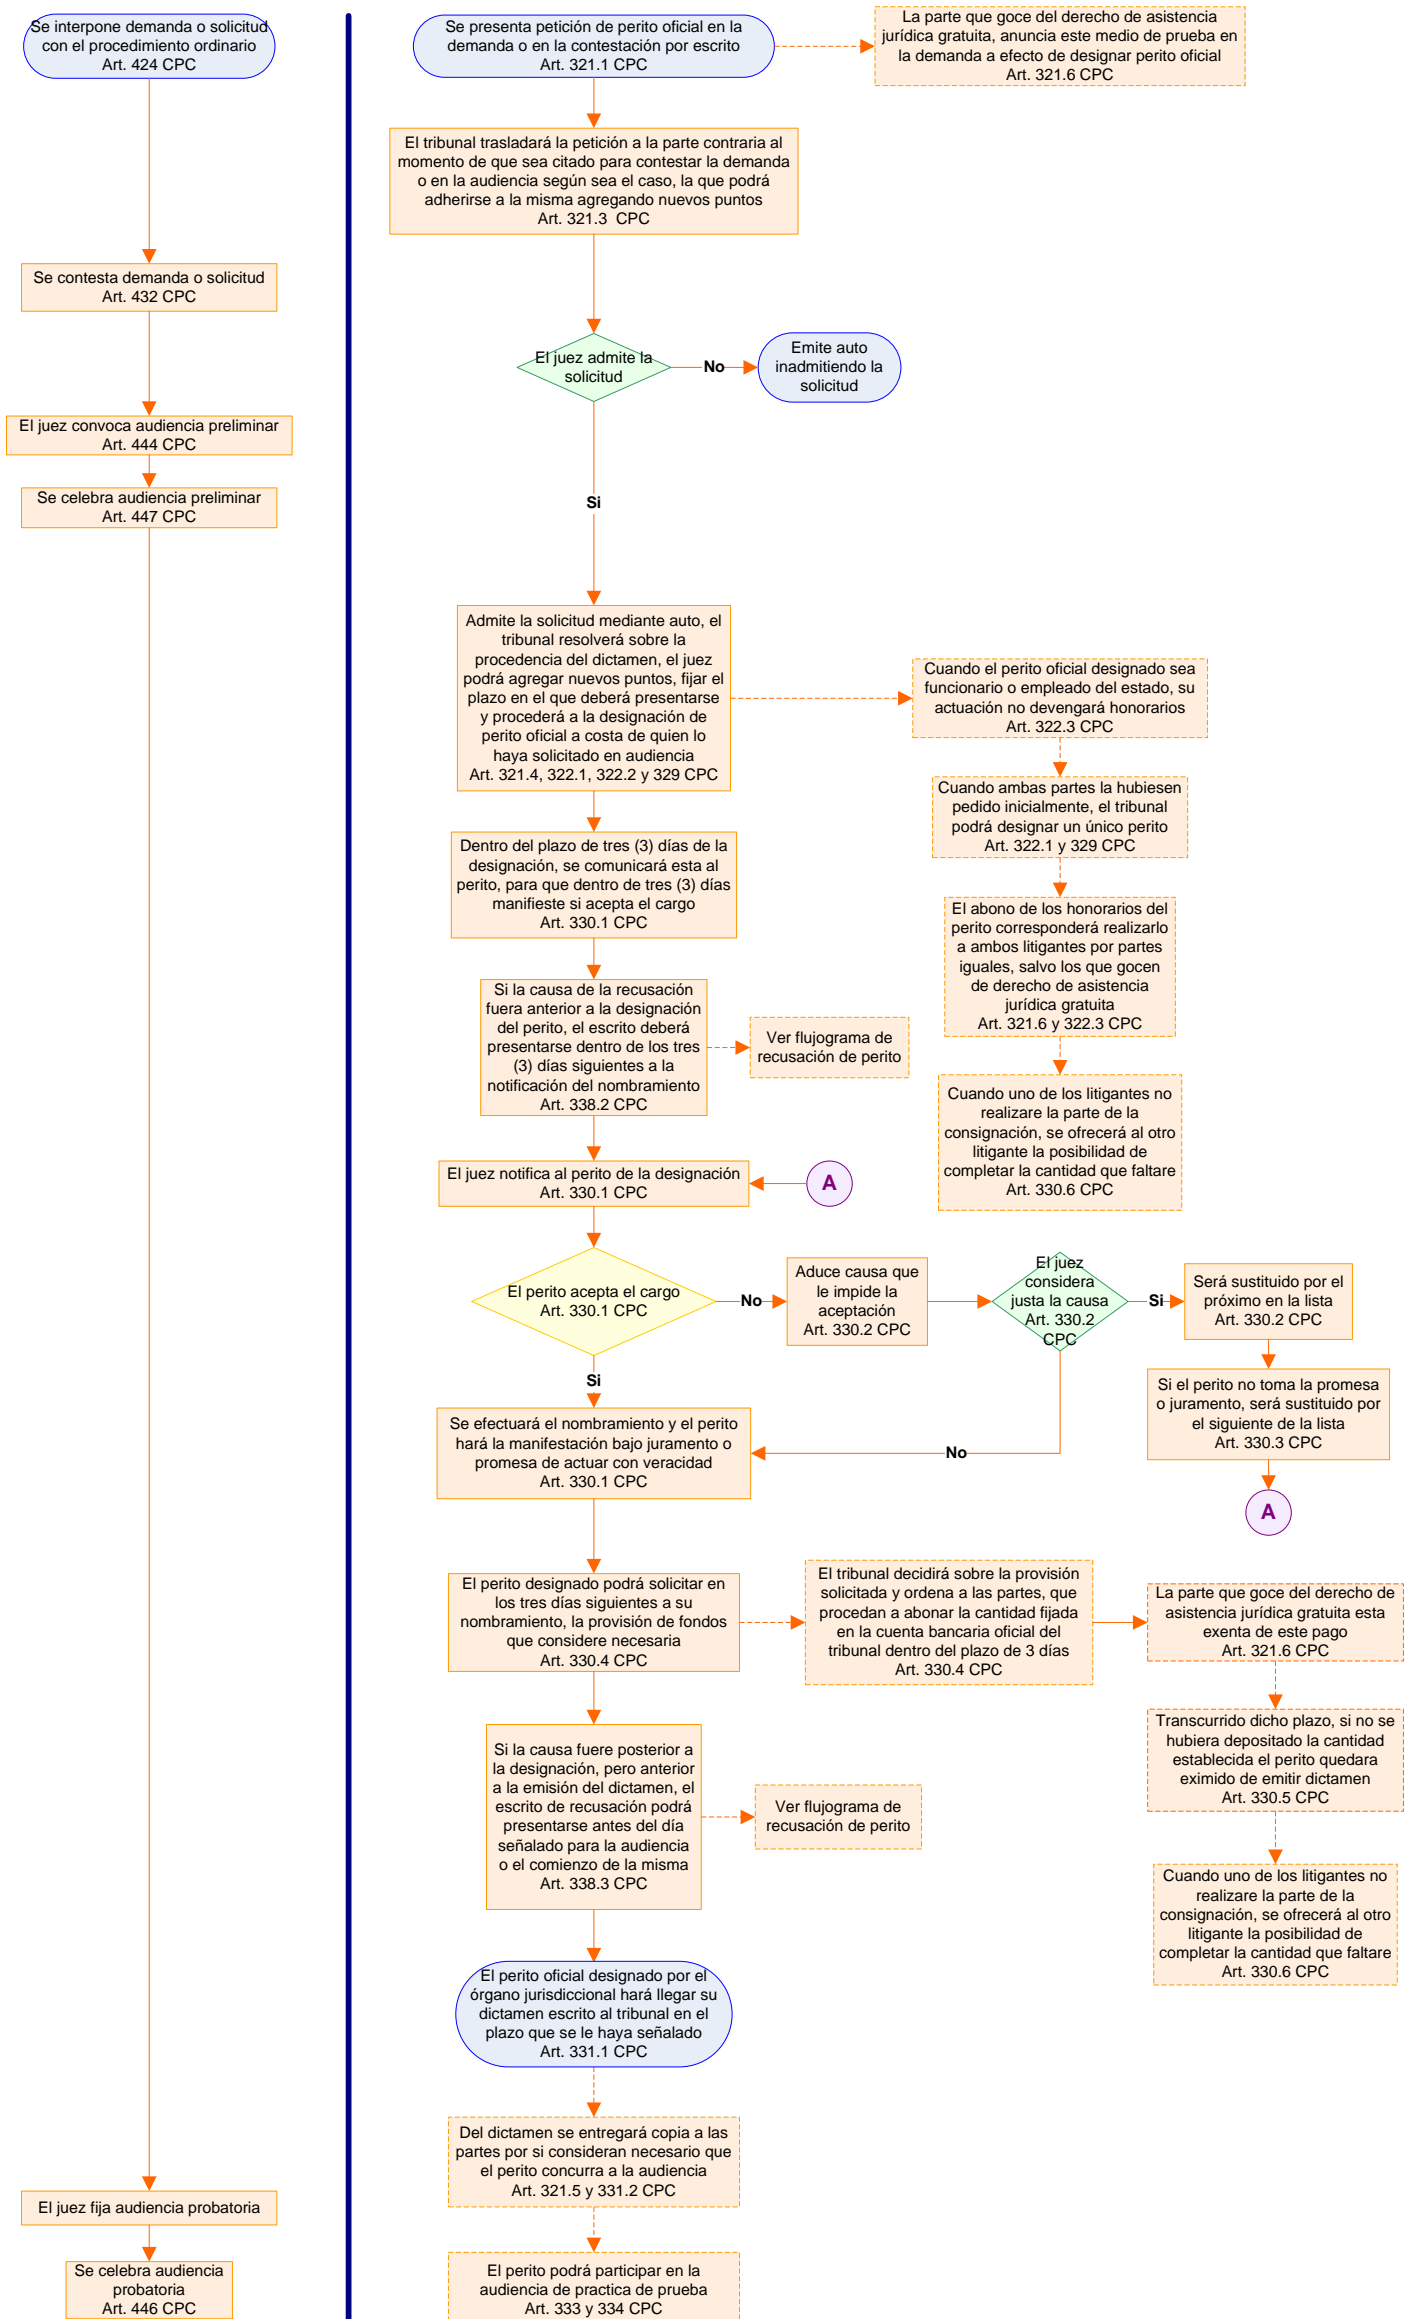 Se interpone demanda o solicitud
con el procedimiento ordinario
Art. 424 CPC
Se contesta demanda o solicitud
Art. 432 CPC
El juez convoca audiencia preliminar
Art. 444 CPC
Se celebra audiencia preliminar
Art. 447 CPC
El juez fija audiencia probatoria
Se celebra audiencia
probatoria
Art. 446 CPC
Se presenta petición de perito oficial en la
demanda o en la contestación por escrito
Art. 321.1 CPC
La parte que goce del derecho de asistencia
jurídica gratuita, anuncia este medio de prueba en
la demanda a efecto de designar perito oficial
Art. 321.6 CPC
El tribunal trasladará la petición a la parte contraria al
momento de que sea citado para contestar la demanda
o en la audiencia según sea el caso, la que podrá
adherirse a la misma agregando nuevos puntos
Art. 321.3 CPC
El juez admite la
solicitud
No
Emite auto
inadmitiendo la
solicitud
Si
Admite la solicitud mediante auto, el
tribunal resolverá sobre la
procedencia del dictamen, el juez
podrá agregar nuevos puntos, fijar el
plazo en el que deberá presentarse
y procederá a la designación de
perito oficial a costa de quien lo
haya solicitado en audiencia
Art. 321.4, 322.1, 322.2 y 329 CPC
Cuando el perito oficial designado sea
funcionario o empleado del estado, su
actuación no devengará honorarios
Art. 322.3 CPC
Cuando ambas partes la hubiesen
pedido inicialmente, el tribunal
podrá designar un único perito
Art. 322.1 y 329 CPC
El abono de los honorarios del
perito corresponderá realizarlo
a ambos litigantes por partes
iguales, salvo los que gocen
de derecho de asistencia
jurídica gratuita
Art. 321.6 y 322.3 CPC
Cuando uno de los litigantes no
realizare la parte de la
consignación, se ofrecerá al otro
litigante la posibilidad de
completar la cantidad que faltare
Art. 330.6 CPC
Dentro del plazo de tres (3) días de la
designación, se comunicará esta al
perito, para que dentro de tres (3) días
manifieste si acepta el cargo
Art. 330.1 CPC
Si la causa de la recusación
fuera anterior a la designación
del perito, el escrito deberá
presentarse dentro de los tres
(3) días siguientes a la
notificación del nombramiento
Art. 338.2 CPC
Ver flujograma de
recusación de perito
El juez notifica al perito de la designación
Art. 330.1 CPC
A
El perito acepta el cargo
Art. 330.1 CPC
No
Aduce causa que
le impide la
aceptación
Art. 330.2 CPC
El juez
considera
justa la causa
Art. 330.2
CPC
Si
Será sustituido por el
próximo en la lista
Art. 330.2 CPC
Si el perito no toma la promesa
o juramento, será sustituido por
el siguiente de la lista
Art. 330.3 CPC
A
Si
No
Se efectuará el nombramiento y el perito
hará la manifestación bajo juramento o
promesa de actuar con veracidad
Art. 330.1 CPC
El perito designado podrá solicitar en
los tres días siguientes a su
nombramiento, la provisión de fondos
que considere necesaria
Art. 330.4 CPC
El tribunal decidirá sobre la provisión
solicitada y ordena a las partes, que
procedan a abonar la cantidad fijada
en la cuenta bancaria oficial del
tribunal dentro del plazo de 3 días
Art. 330.4 CPC
La parte que goce del derecho de
asistencia jurídica gratuita esta
exenta de este pago
Art. 321.6 CPC
Transcurrido dicho plazo, si no se
hubiera depositado la cantidad
establecida el perito quedara
eximido de emitir dictamen
Art. 330.5 CPC
Cuando uno de los litigantes no
realizare la parte de la
consignación, se ofrecerá al otro
litigante la posibilidad de
completar la cantidad que faltare
Art. 330.6 CPC
Si la causa fuere posterior a
la designación, pero anterior
a la emisión del dictamen, el
escrito de recusación podrá
presentarse antes del día
señalado para la audiencia
o el comienzo de la misma
Art. 338.3 CPC
Ver flujograma de
recusación de perito
El perito oficial designado por el
órgano jurisdiccional hará llegar su
dictamen escrito al tribunal en el
plazo que se le haya señalado
Art. 331.1 CPC
Del dictamen se entregará copia a las
partes por si consideran necesario que
el perito concurra a la audiencia
Art. 321.5 y 331.2 CPC
El perito podrá participar en la
audiencia de practica de prueba
Art. 333 y 334 CPC